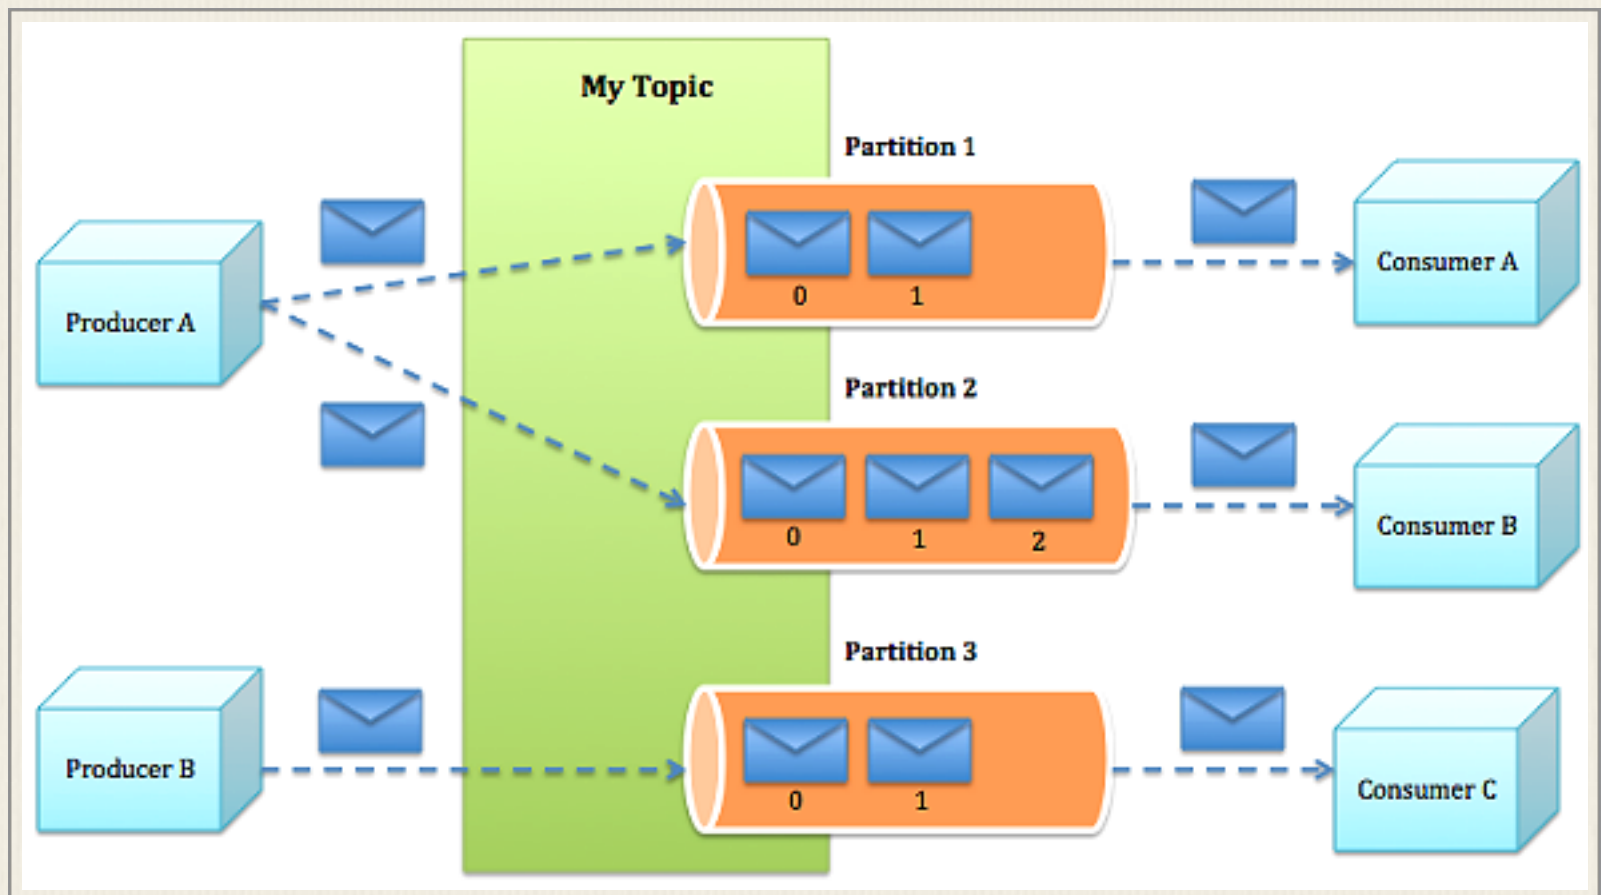 My Topic
Partition 1
Producer A
0 1
Consumer A
Partition 2
0 1 2
Consumer B
Partition 3
Producer B
0 1
Consumer C